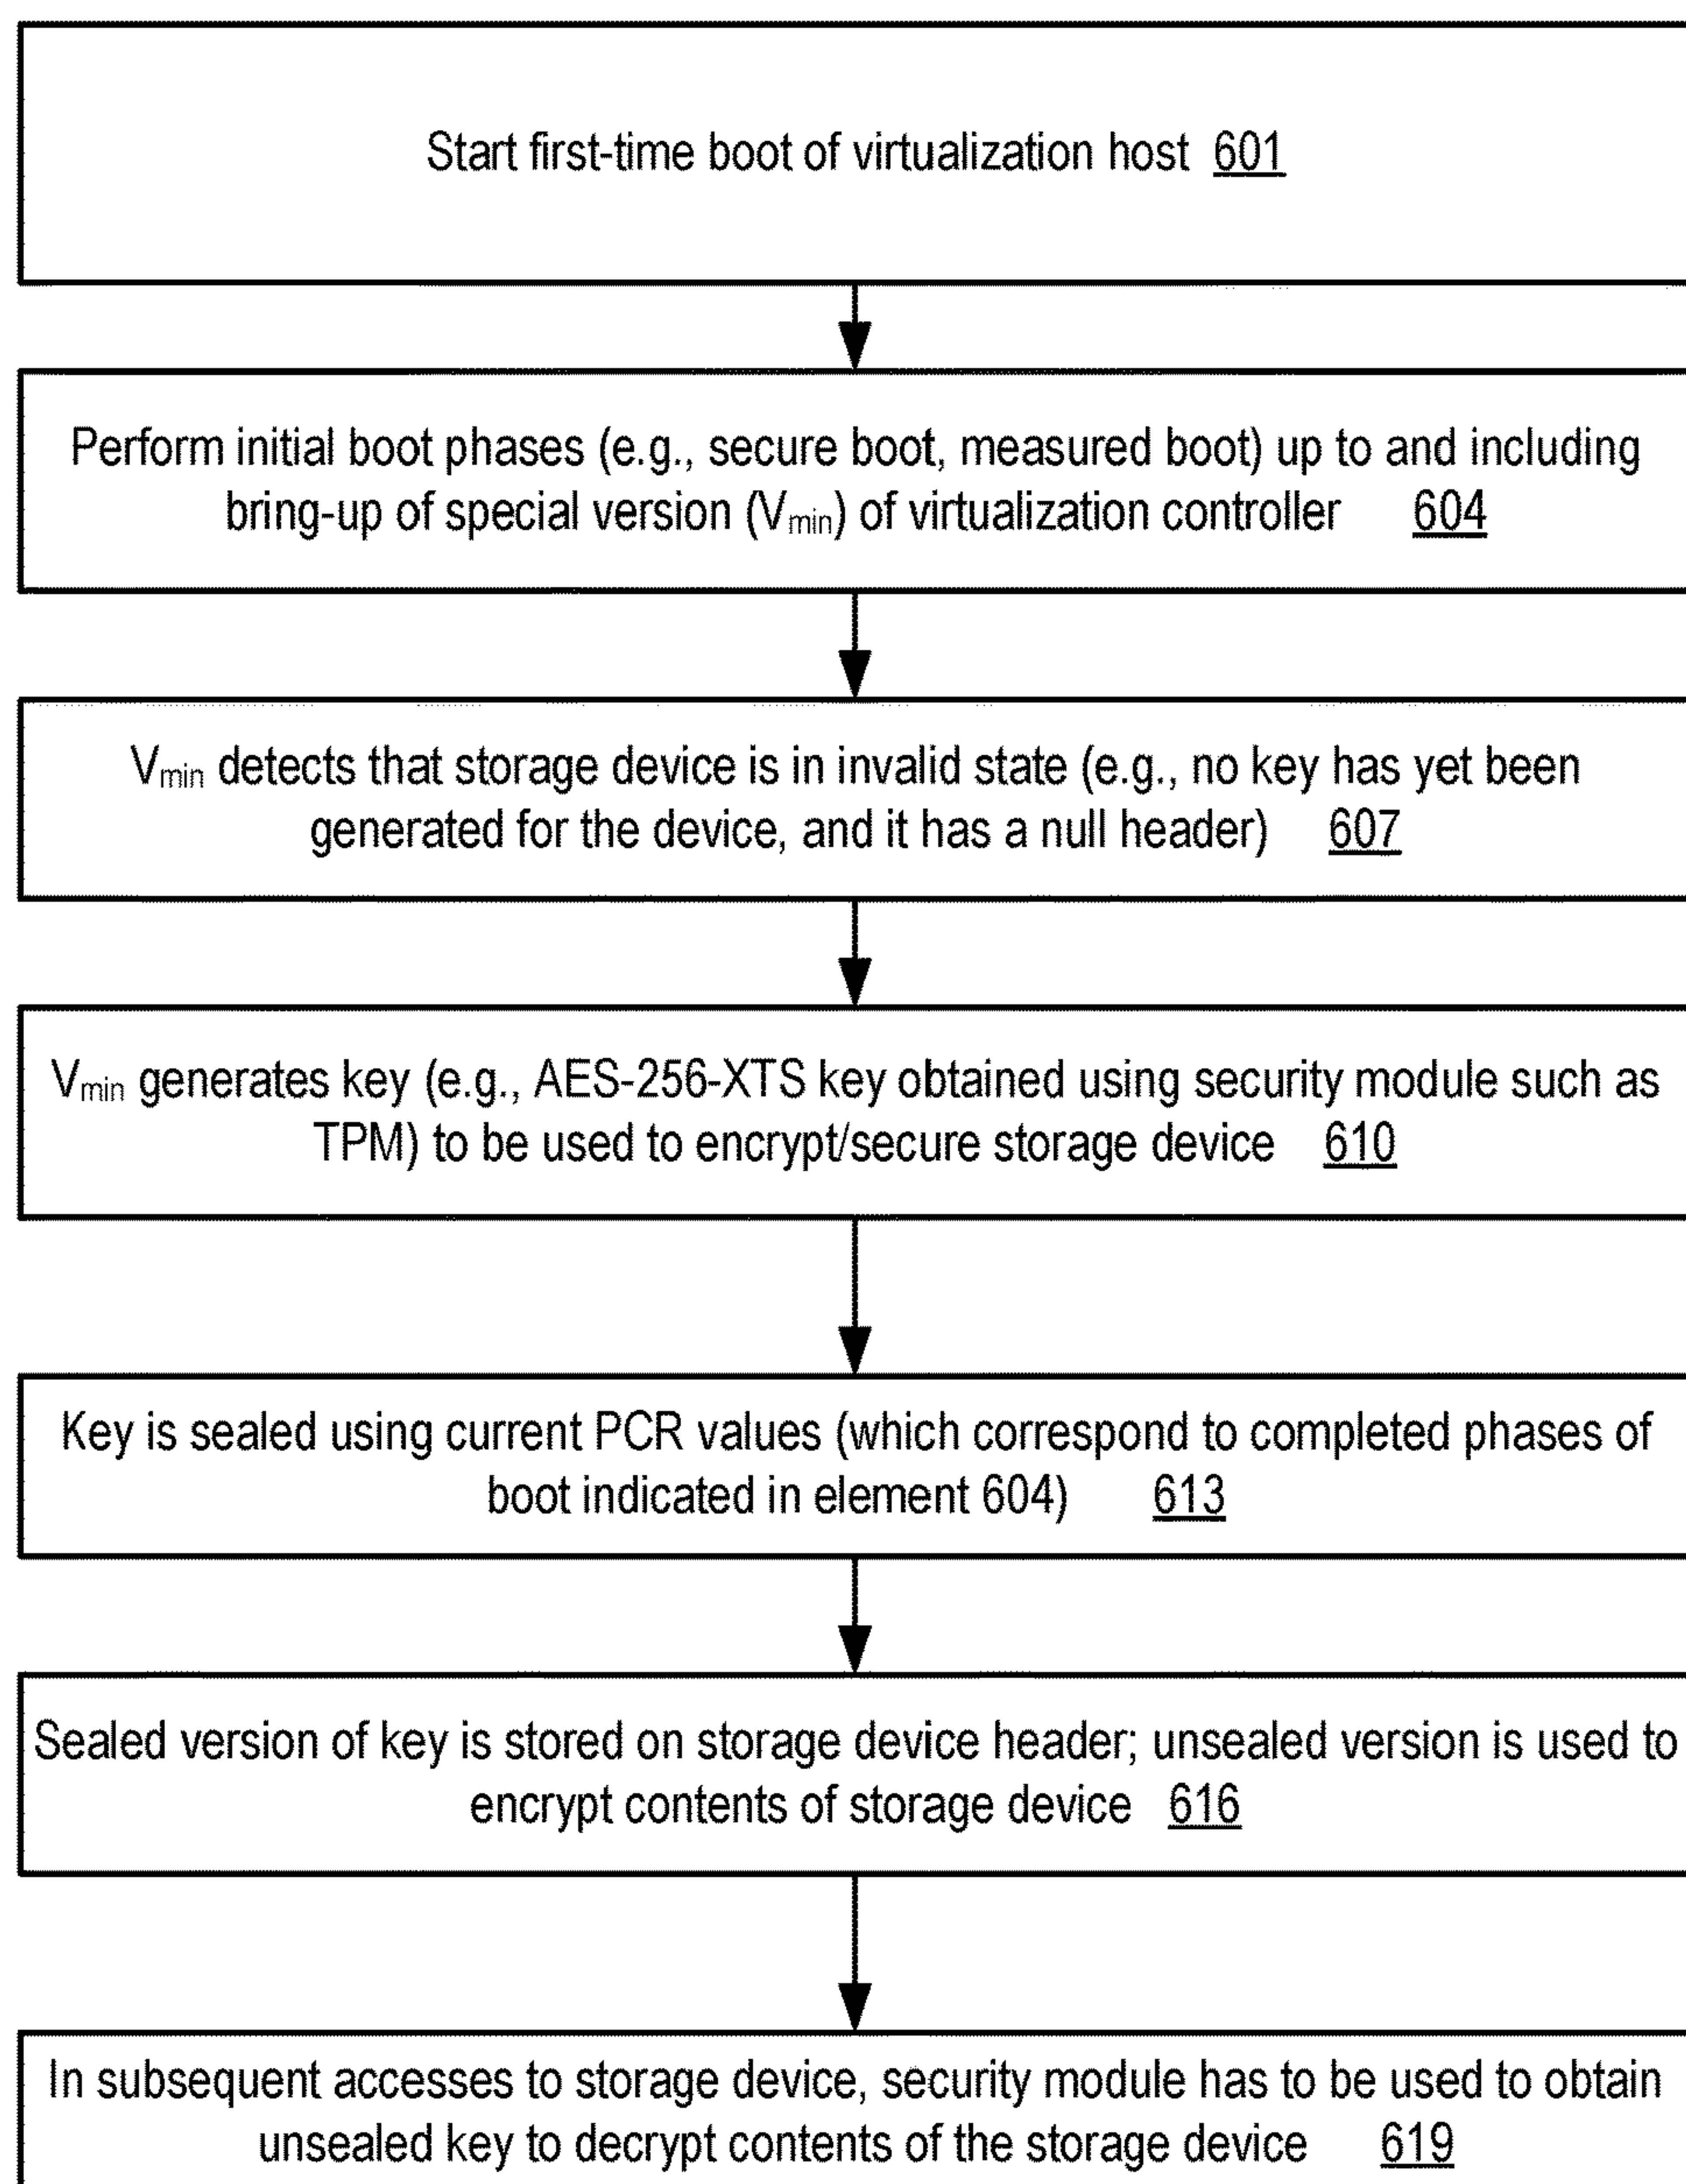 Start first-time boot of virtualization host 601
Perform initial boot phases (e.g., secure boot, measured boot) up to and including
bring-up of special version (Vmin) of virtualization controller 604
Vmin detects that storage device is in invalid state (e.g., no key has yet been
generated for the device, and it has a null header) 607
Vmin generates key (e.g., AES-256-XTS key obtained using security module such as
TPM) to be used to encrypt/secure storage device 610
Key is sealed using current PCR values (which correspond to completed phases of
boot indicated in element 604) 613
Sealed version of key is stored on storage device header; unsealed version is used to
encrypt contents of storage device 616
In subsequent accesses to storage device, security module has to be used to obtain
unsealed key to decrypt contents of the storage device 619